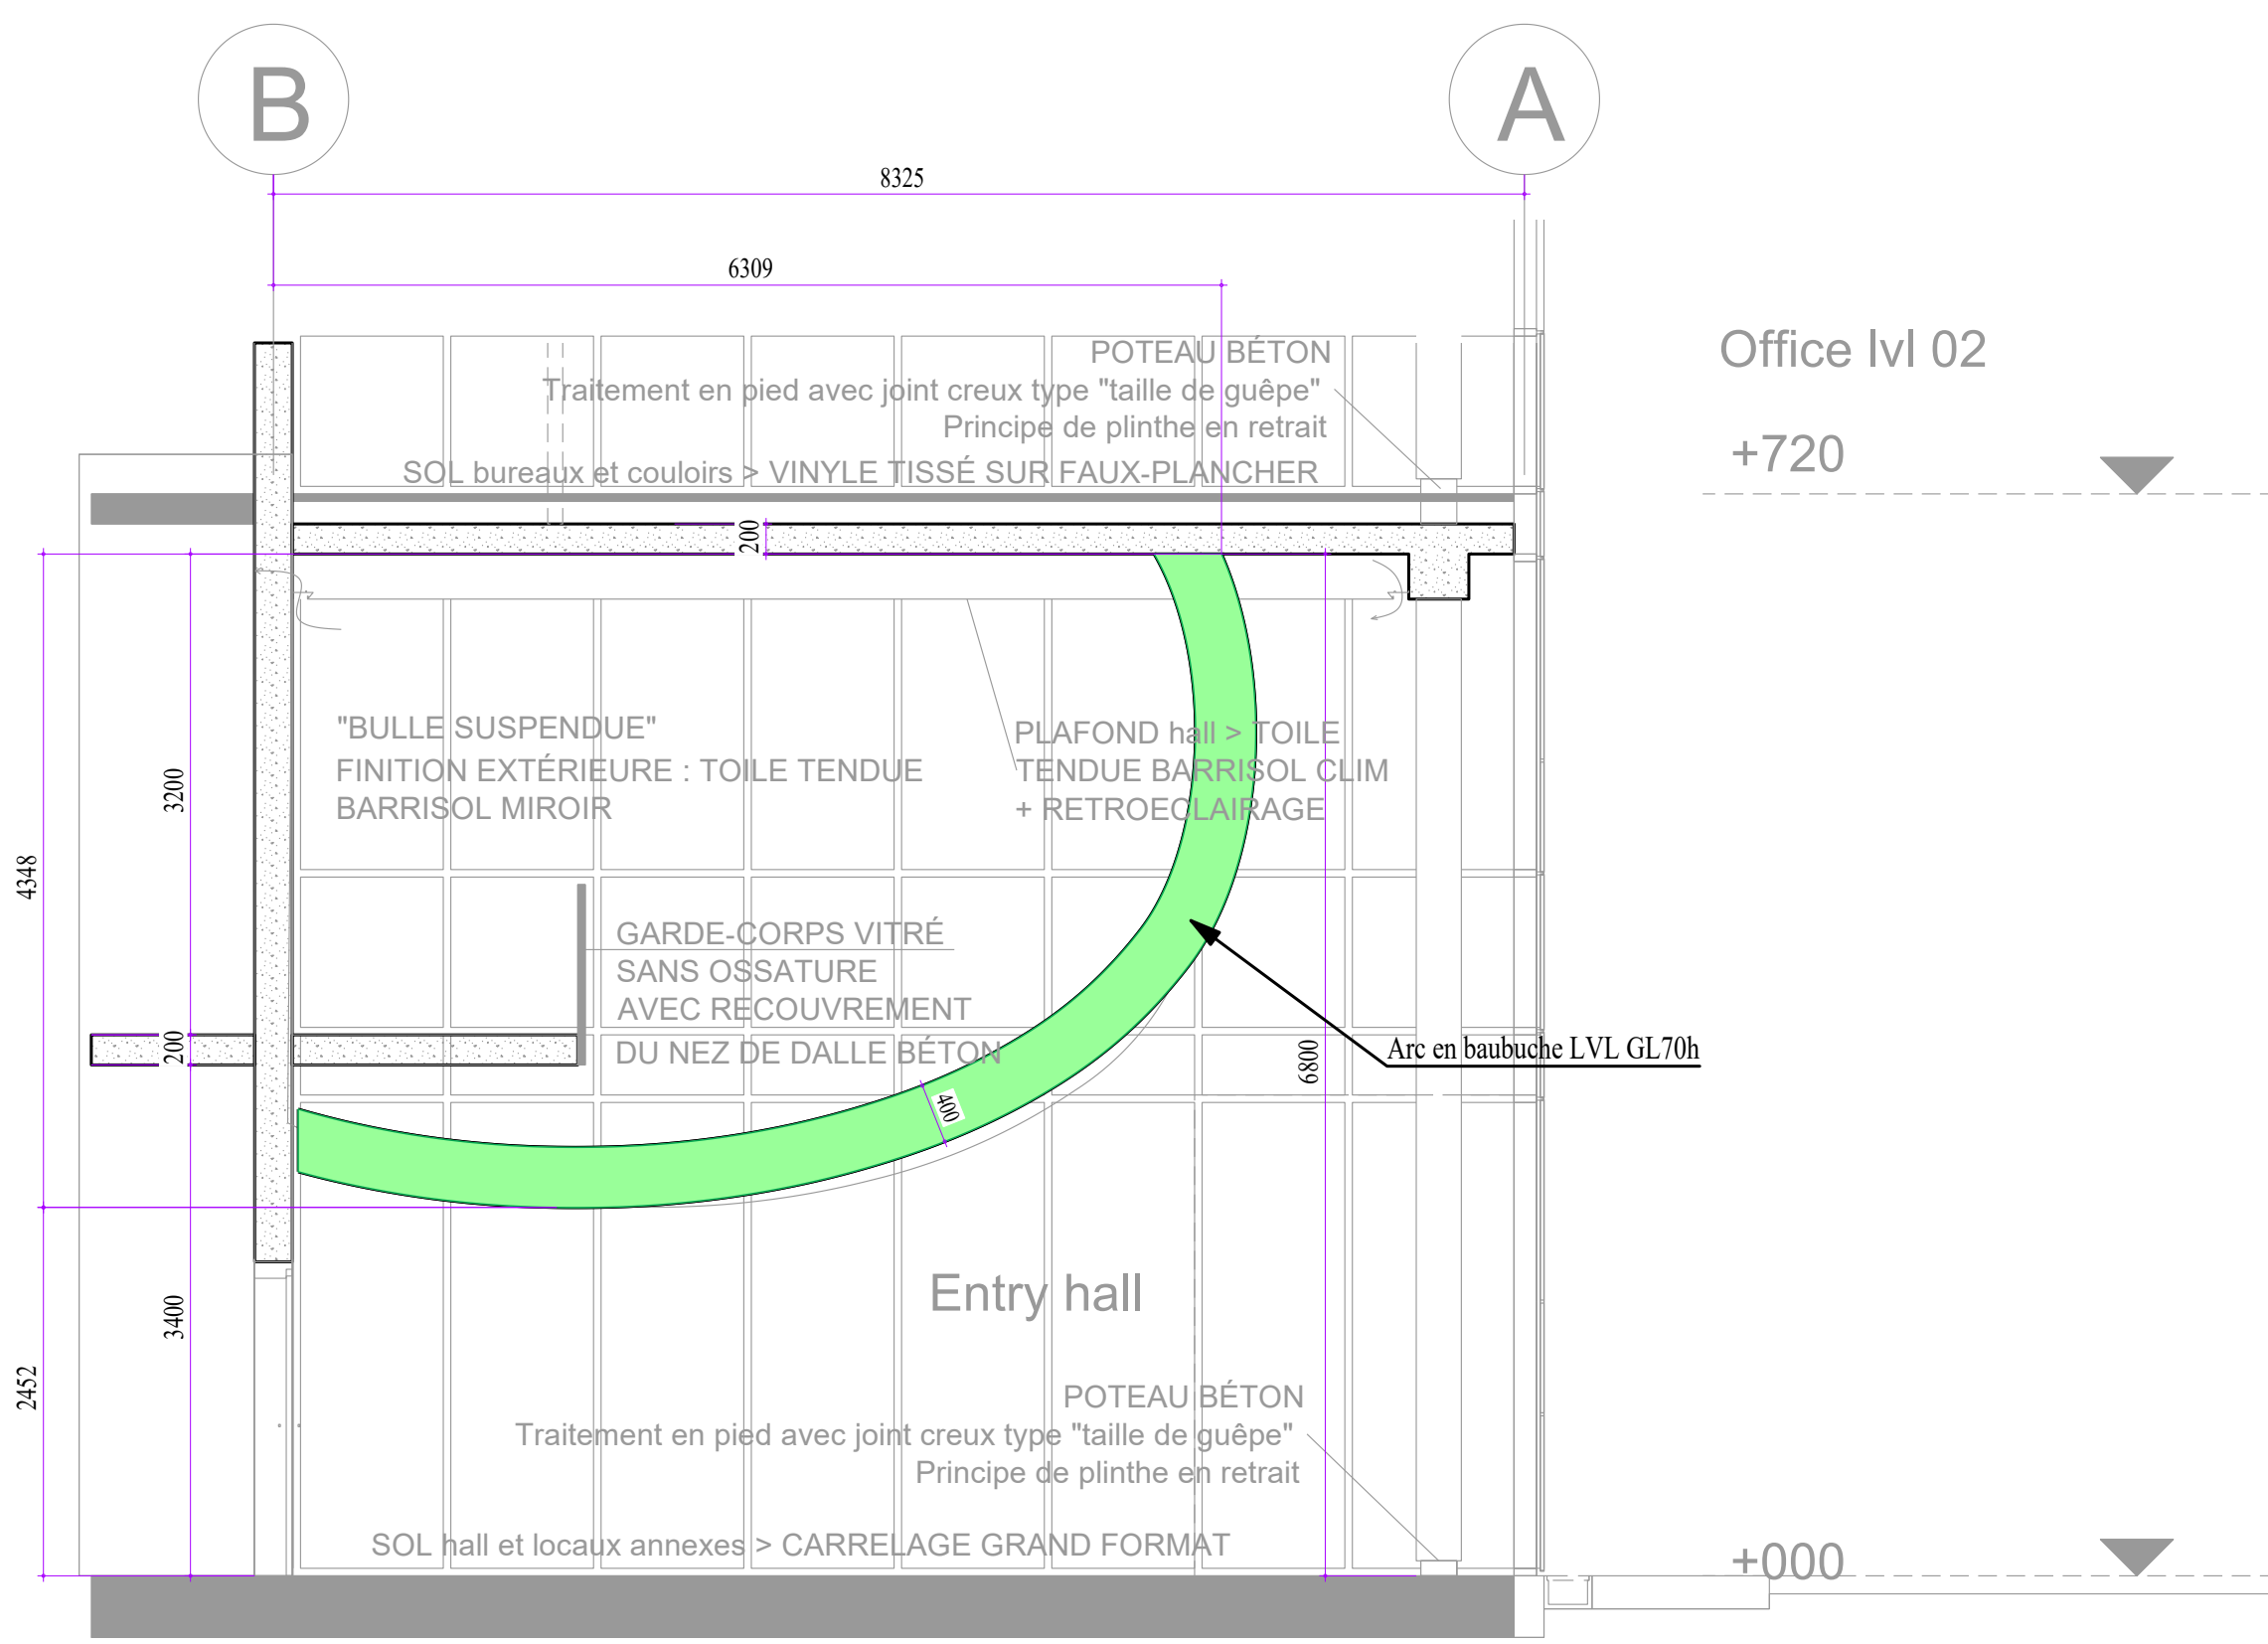 B
A
8325
6309
POTEAU BÉTON
Traitement en pied avec joint creux type "taille de guêpe"
Principe de plinthe en retrait
SOL bureaux et couloirs > VINYLE TISSÉ SUR FAUX-PLANCHER
Office lvl 02
+720
200
"BULLE SUSPENDUE"
FINITION EXTÉRIEURE : TOILE TENDUE
BARRISOL MIROIR
PLAFOND hall > TOILE
TENDUE BARRISOL CLIM
+ RETROECLAIRAGE
3200
4348
GARDE-CORPS VITRÉ
SANS OSSATURE
AVEC RECOUVREMENT
DU NEZ DE DALLE BÉTON
200
400
6800
Arc en baubuche LVL GL70h
Entry hall
3400
2452
POTEAU BÉTON
Traitement en pied avec joint creux type "taille de guêpe"
Principe de plinthe en retrait
SOL hall et locaux annexes > CARRELAGE GRAND FORMAT
+000